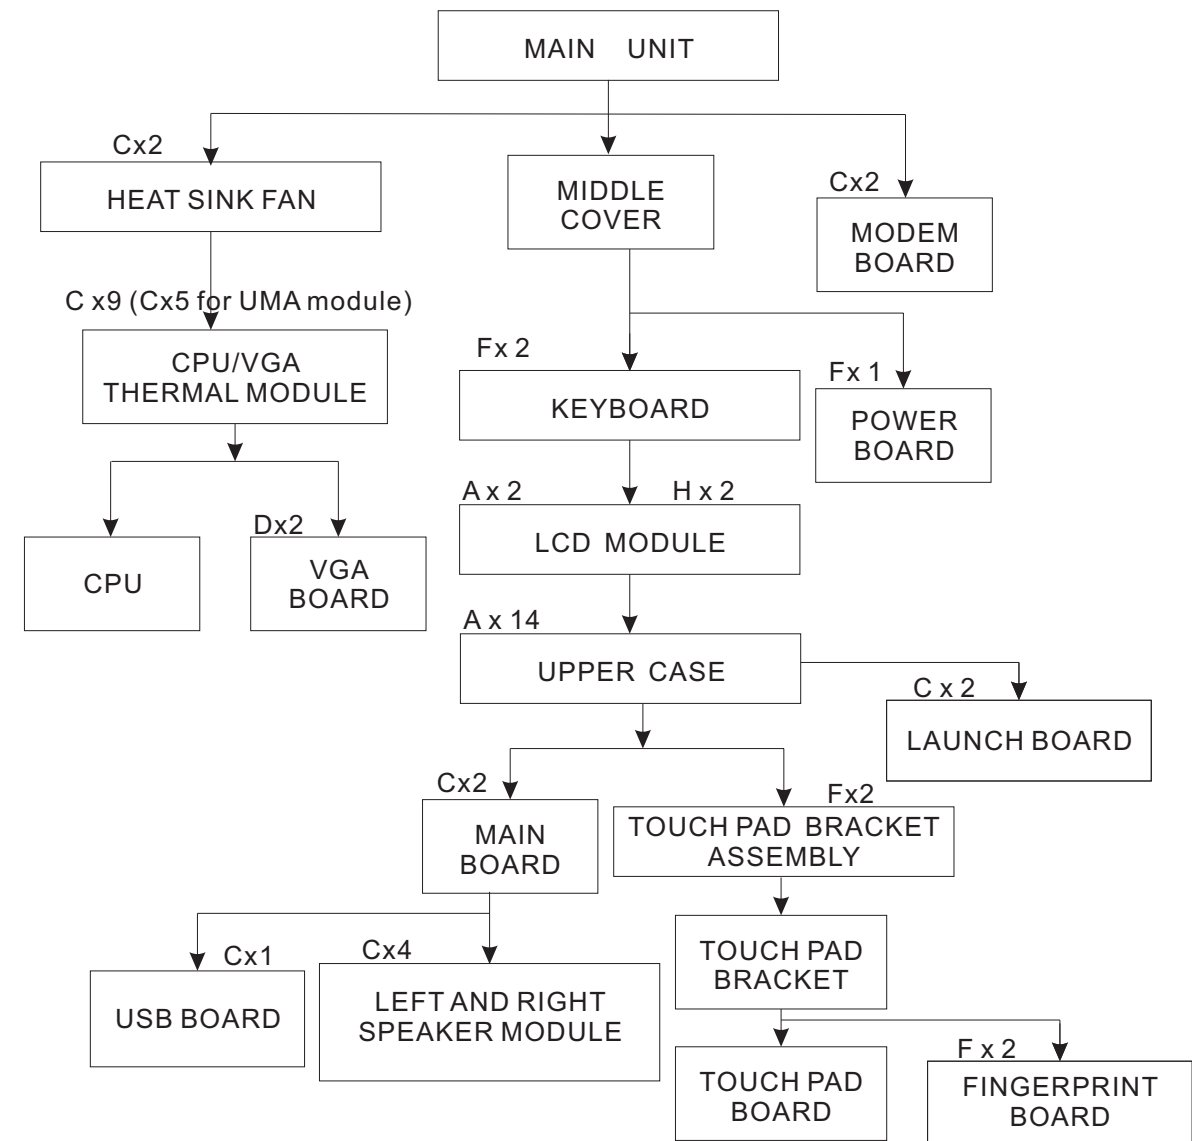 MAIN UNIT
Cx2
HEAT SINK FAN
MIDDLE
COVER
Cx2
MODEM
BOARD
C x9 (Cx5 for UMA module)
CPU/VGA
THERMAL MODULE
Fx 2
KEYBOARD
Fx 1
POWER
BOARD
CPU
Dx2
VGA
BOARD
A x 2
H x 2
LCD MODULE
A x 14
UPPER CASE
C x 2
LAUNCH BOARD
Cx2
MAIN
BOARD
Fx2
TOUCH PAD BRACKET
ASSEMBLY
Cx1
USB BOARD
Cx4
LEFT AND RIGHT
SPEAKER MODULE
TOUCH PAD
BRACKET
TOUCH PAD
BOARD
F x 2
FINGERPRINT
BOARD